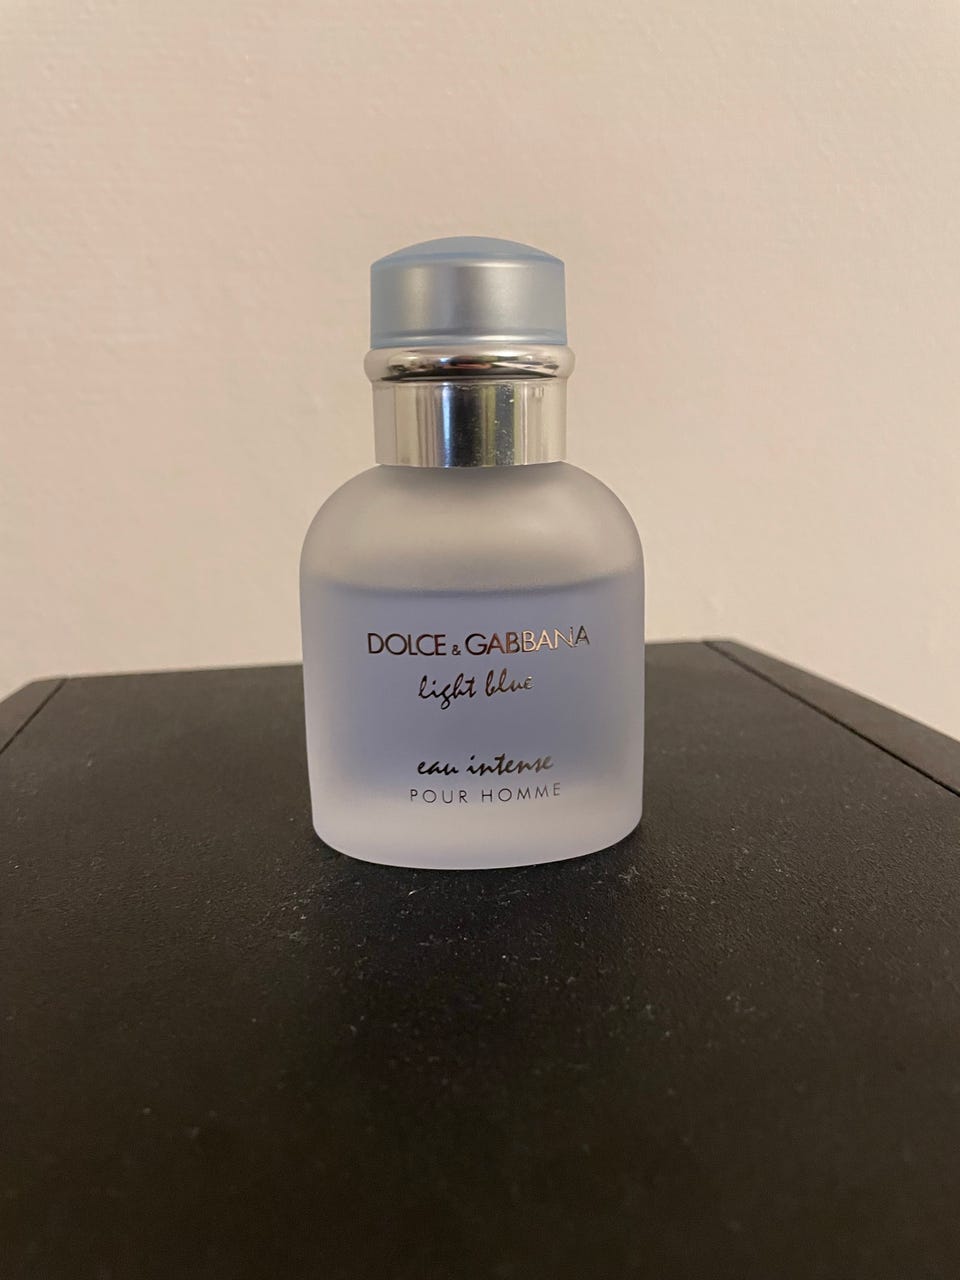 DOLCE & GABBANA
light blue
eau intense
POUR HOMME